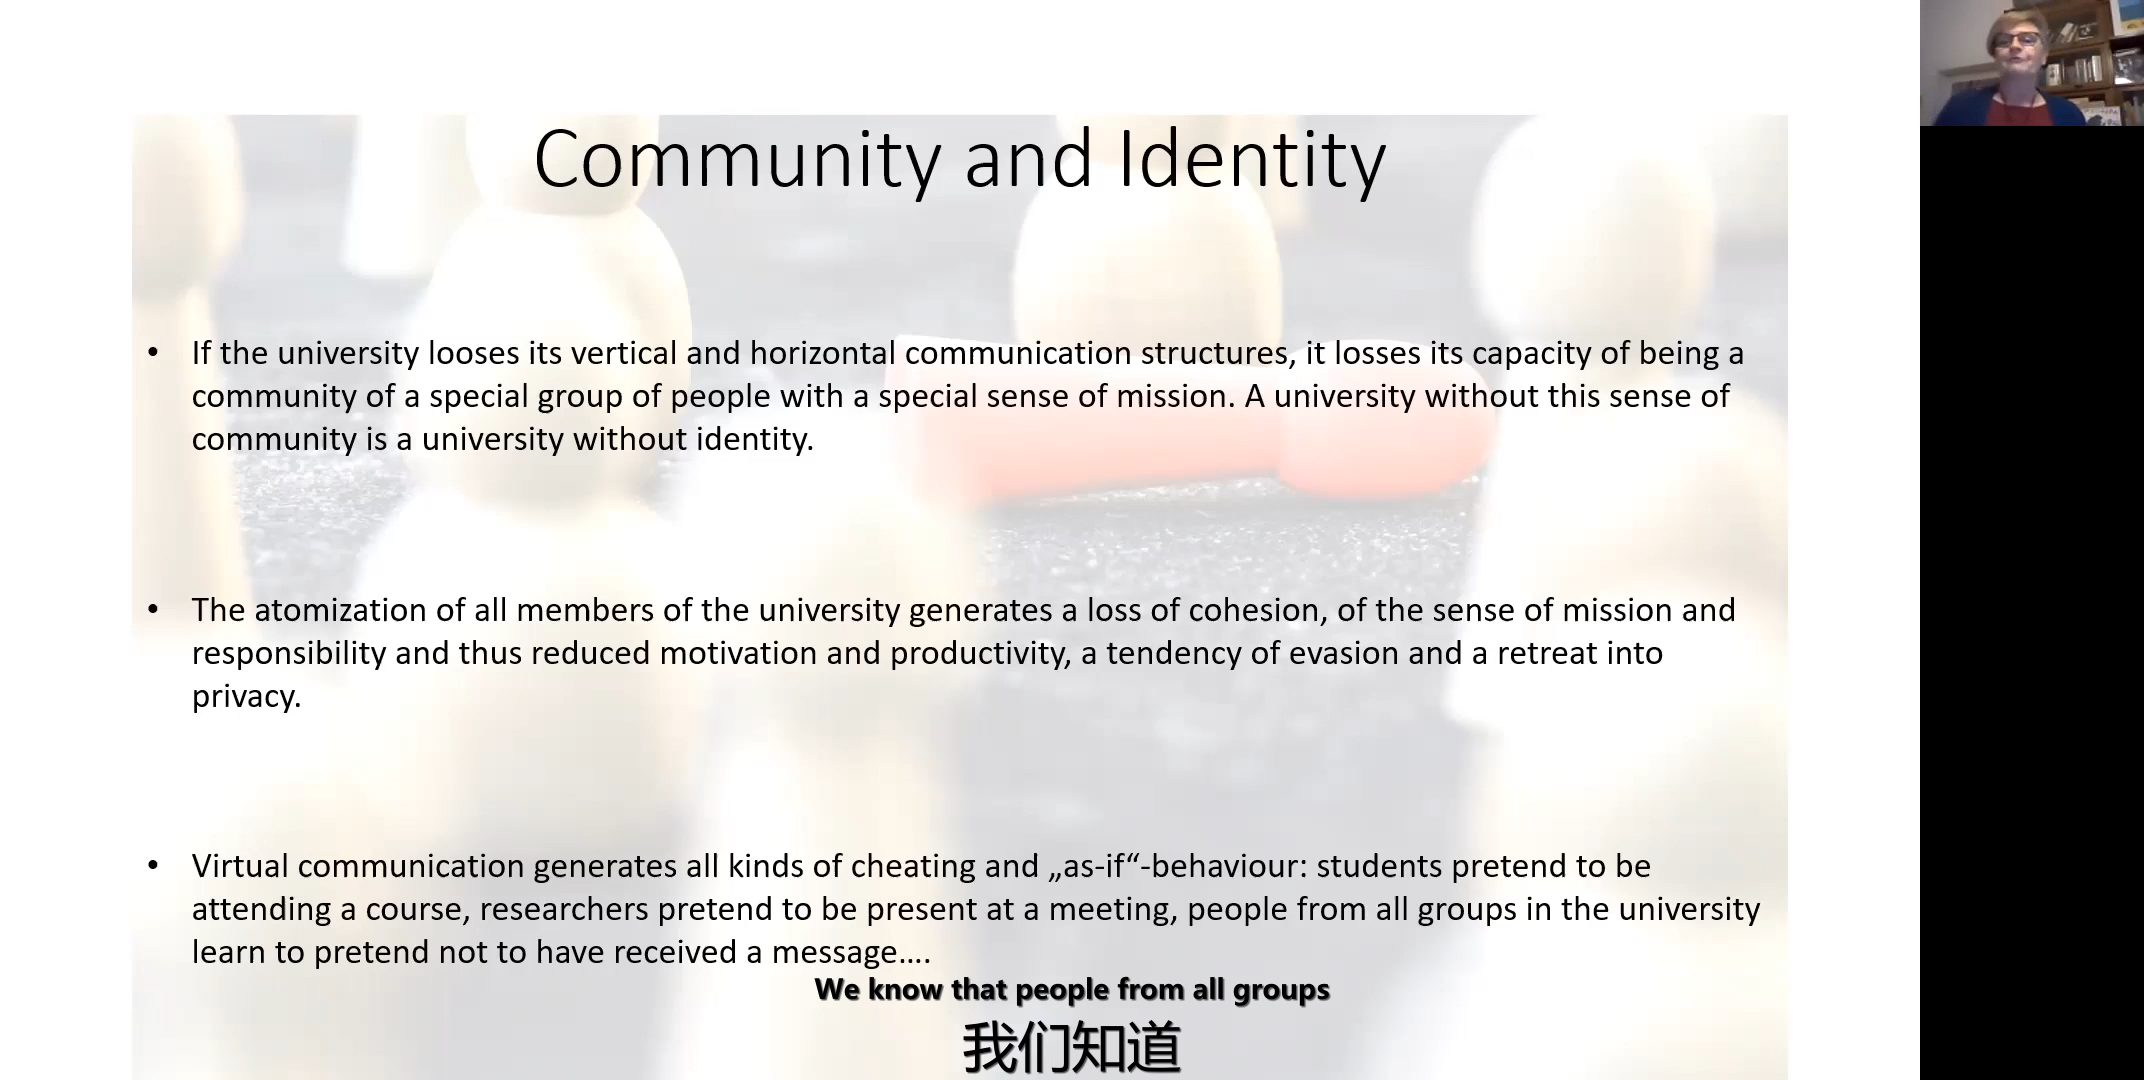 Community and Identity
• If the university looses its vertical and horizontal communication structures, it losses its capacity of being a
community of a special group of people with a special sense of mission. A university without this sense of
community is a university without identity.
• The atomization of all members of the university generates a loss of cohesion, of the sense of mission and
responsibility and thus reduced motivation and productivity, a tendency of evasion and a retreat into
privacy.
• Virtual communication generates all kinds of cheating and „as-if“-behaviour: students pretend to be
attending a course, researchers pretend to be present at a meeting, people from all groups in the university
learn to pretend not to have received a message....
We know that people from all groups
我们知道